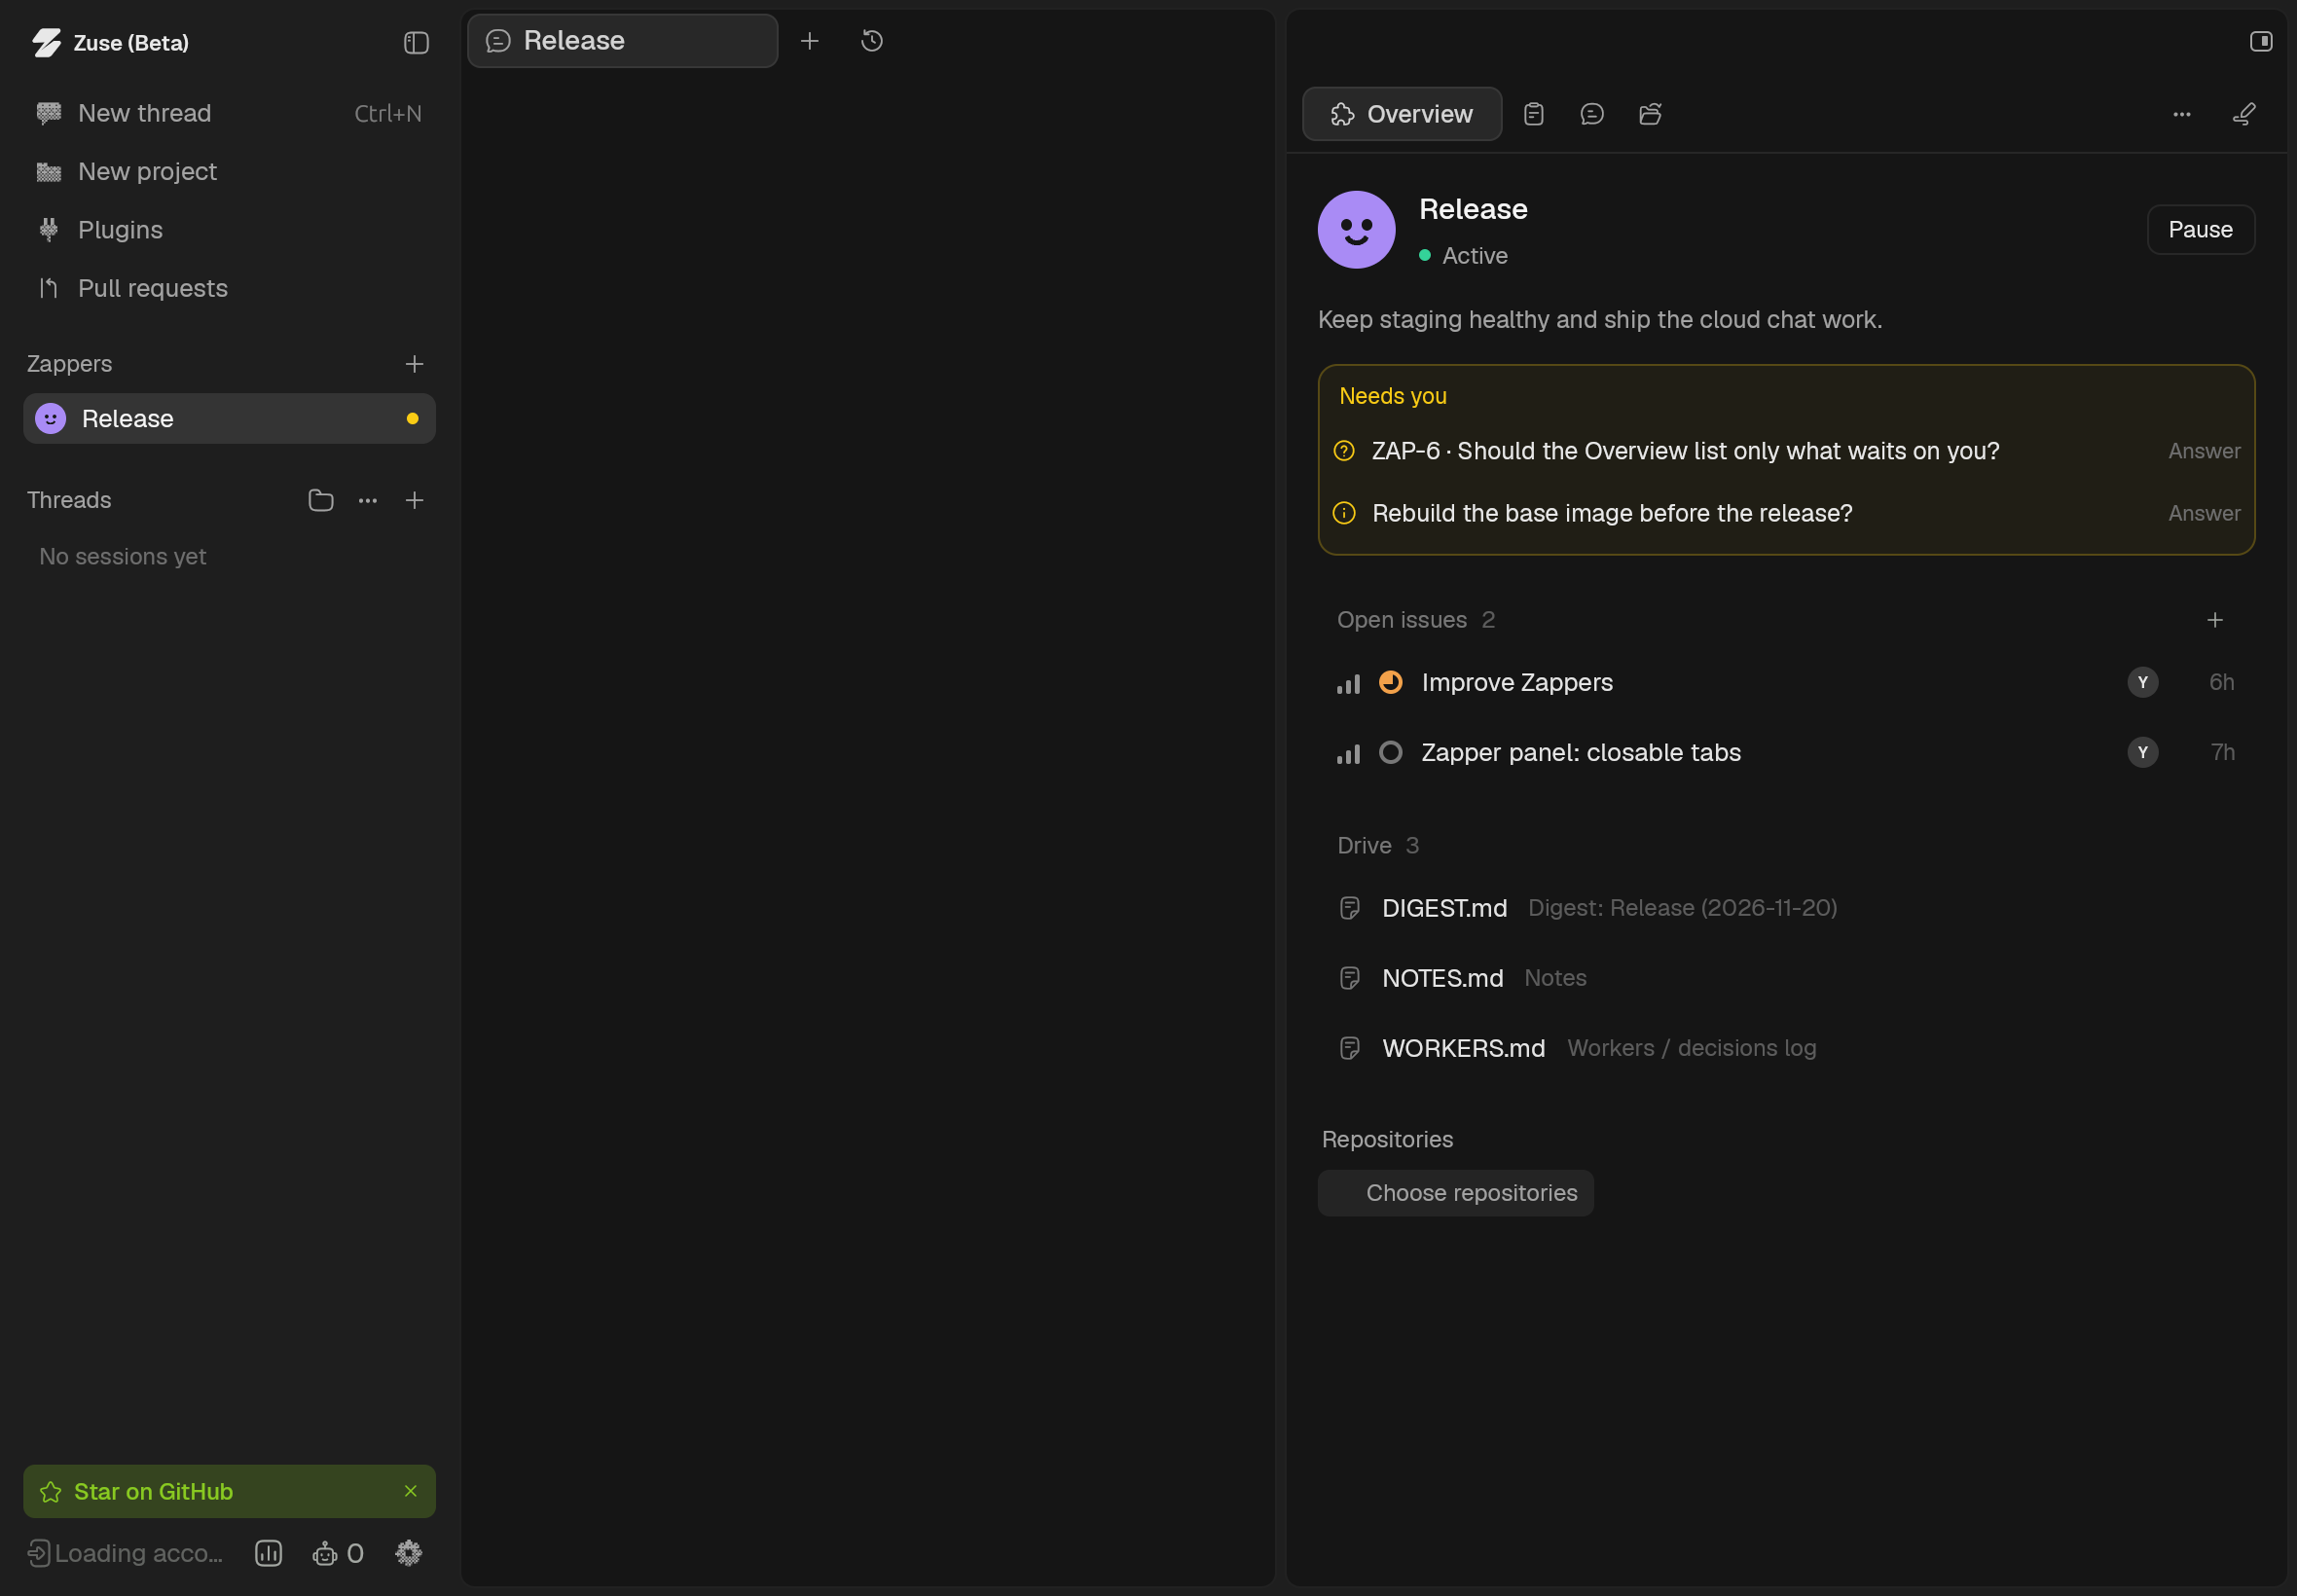 Zuse (Beta)
New thread Ctrl+N
New project
Plugins
Pull requests
Zappers
Release
Threads
No sessions yet
Star on GitHub
Loading acco...
0
Release
Overview
Release
Active
Pause
Keep staging healthy and ship the cloud chat work.
Needs you
ZAP-6 · Should the Overview list only what waits on you? Answer
Rebuild the base image before the release? Answer
Open issues 2
Improve Zappers Y 6h
Zapper panel: closable tabs Y 7h
Drive 3
DIGEST.md Digest: Release (2026-11-20)
NOTES.md Notes
WORKERS.md Workers / decisions log
Repositories
Choose repositories